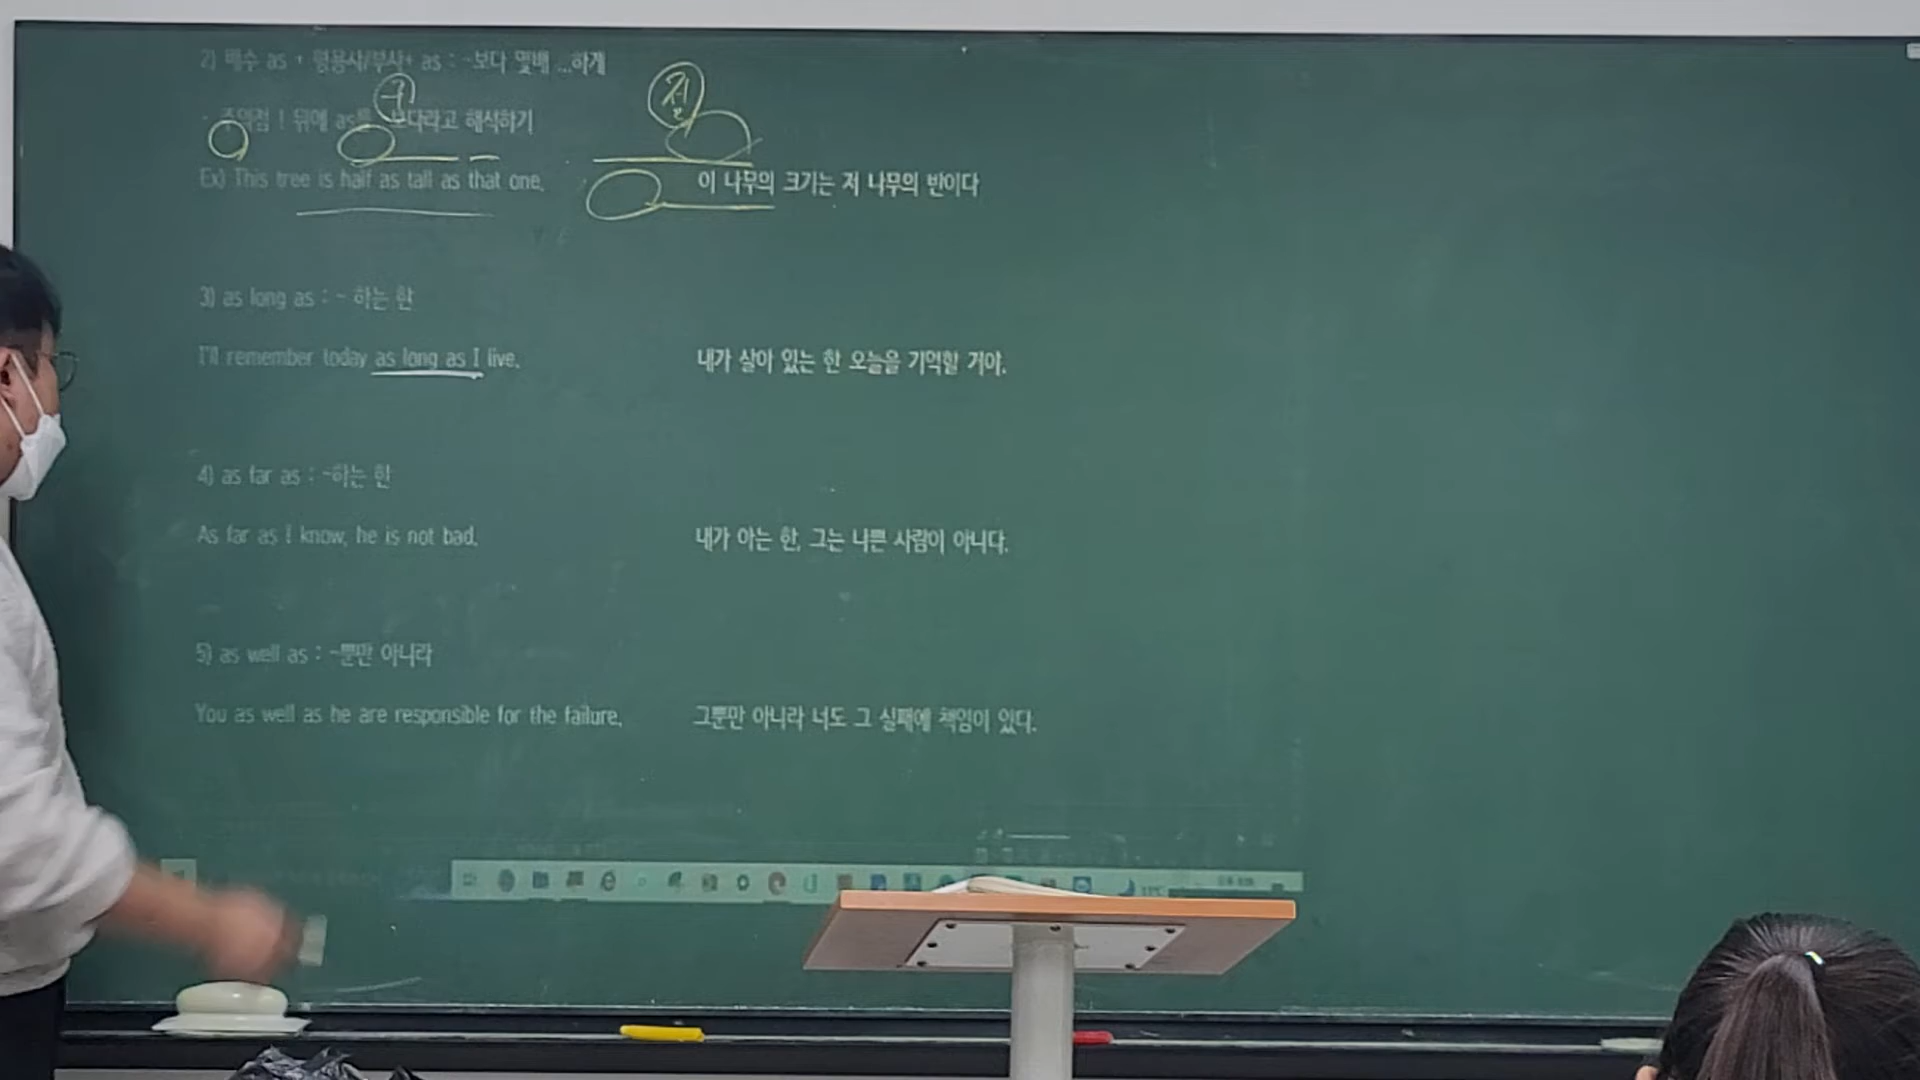 2) 배수 as + 형용사/부사+ as : ~보다 몇배 ...하게
구
절
주의점 ! 뒤에 as를 보다라고 해석하기
Ex) This tree is half as tall as that one. 이 나무의 크기는 저 나무의 반이다
3) as long as : ~ 하는 한
I'll remember today as long as I live. 내가 살아 있는 한 오늘을 기억할 거야.
4) as far as : ~하는 한
As far as I know, he is not bad. 내가 아는 한, 그는 나쁜 사람이 아니다.
5) as well as : ~뿐만 아니라
You as well as he are responsible for the failure. 그뿐만 아니라 너도 그 실패에 책임이 있다.
11°C